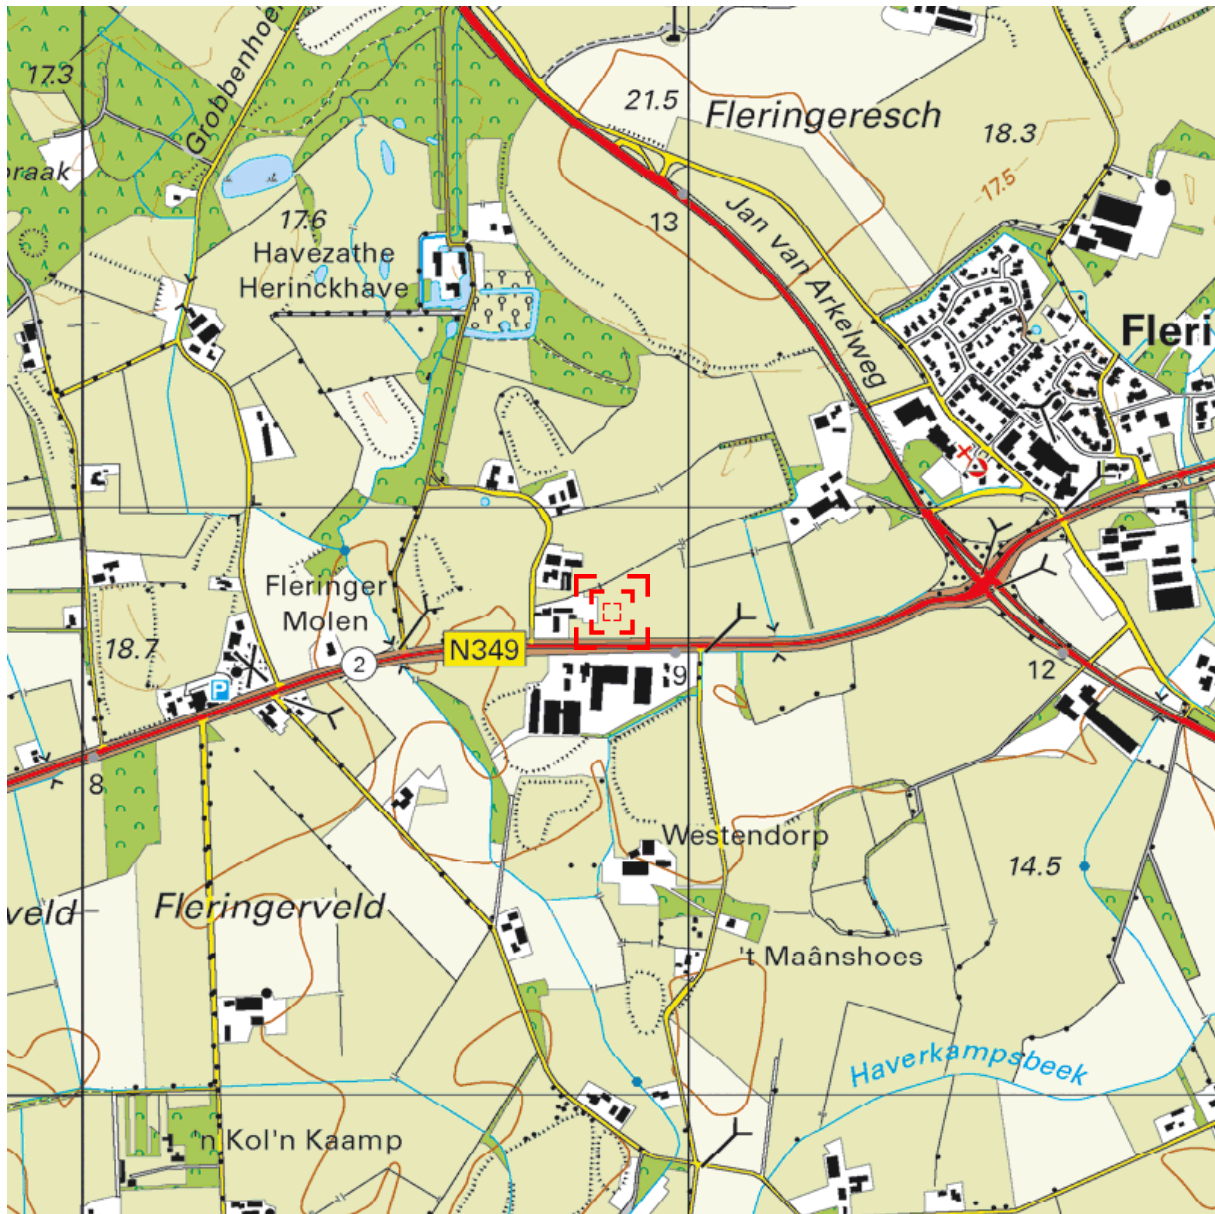 Grobbenhoe
17.3
21.5
Fleringeresch
18.3
17.5
raak
17.6
13
Jan van Arkelweg
Havezathe
Herinckhave
Fleri
Fleringer
Molen
18.7
N349
2
P
9
12
8
Westendorp
14.5
veld
Fleringerveld
't Maânshoes
Haverkampsbeek
'n Kol'n Kaamp